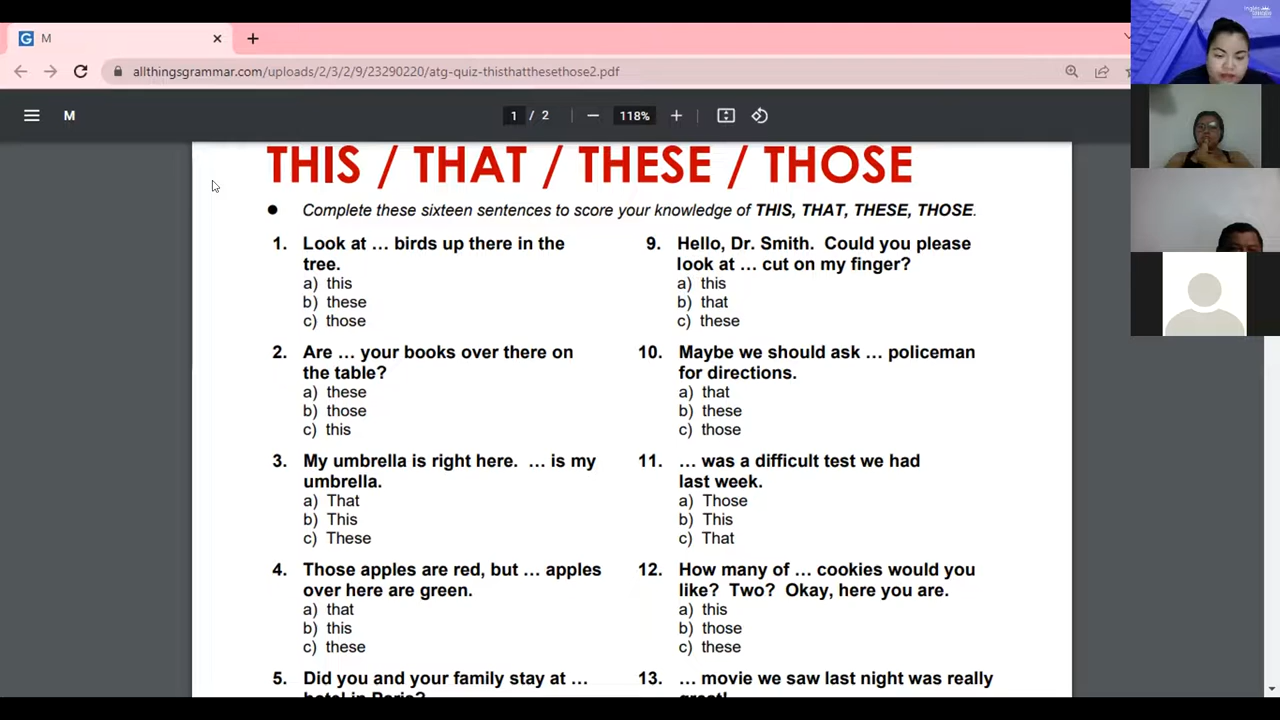 M
allthingsgrammar.com/uploads/2/3/2/9/23290220/atg-quiz-thisthatthesethose2.pdf
M
1 / 2
118%
THIS / THAT / THESE / THOSE
● Complete these sixteen sentences to score your knowledge of THIS, THAT, THESE, THOSE.
1. Look at … birds up there in the
tree.
a) this
b) these
c) those
2. Are … your books over there on
the table?
a) these
b) those
c) this
3. My umbrella is right here. … is my
umbrella.
a) That
b) This
c) These
4. Those apples are red, but … apples
over here are green.
a) that
b) this
c) these
5. Did you and your family stay at …
hotel in Paris?
9. Hello, Dr. Smith. Could you please
look at … cut on my finger?
a) this
b) that
c) these
10. Maybe we should ask … policeman
for directions.
a) that
b) these
c) those
11. … was a difficult test we had
last week.
a) Those
b) This
c) That
12. How many of … cookies would you
like? Two? Okay, here you are.
a) this
b) those
c) these
13. … movie we saw last night was really
great!